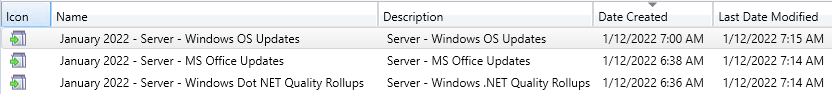 Icon Name Description Date Created Last Date Modified
January 2022 - Server - Windows OS Updates Server - Windows OS Updates 1/12/2022 7:00 AM 1/12/2022 7:15 AM
January 2022 - Server - MS Office Updates Server - MS Office Updates 1/12/2022 6:38 AM 1/12/2022 7:14 AM
January 2022 - Server - Windows Dot NET Quality Rollups Server - Windows .NET Quality Rollups 1/12/2022 6:36 AM 1/12/2022 7:14 AM